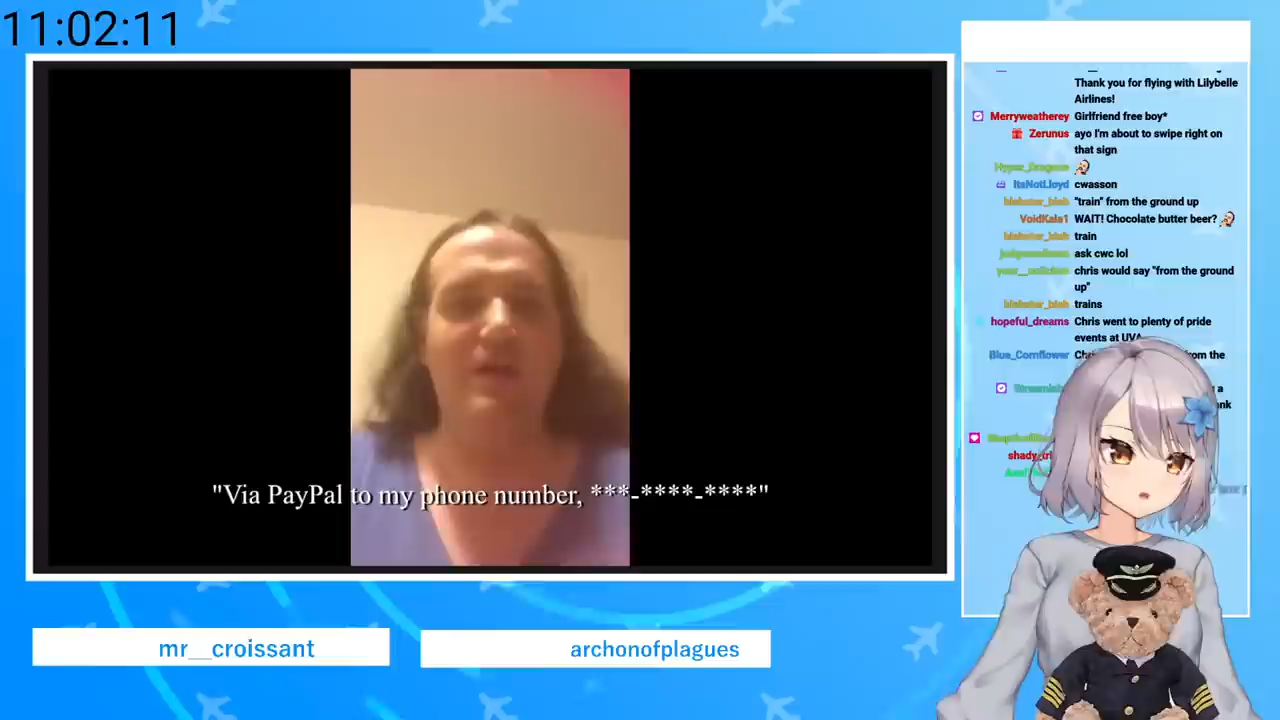 11:02:11
"Via PayPal to my phone number, ***-****-****"
mr__croissant
archonofplagues
Thank you for flying with Lilybelle
Airlines!
Merryweatherey Girlfriend free boy*
Zerunus ayo I'm about to swipe right on
that sign
ItsNotLloyd cwasson
"train" from the ground up
VoidKala1 WAIT! Chocolate butter beer?
train
ask cwc lol
chris would say "from the ground
up"
trains
hopeful_dreams Chris went to plenty of pride
events at UVA
Blue_Cornflower